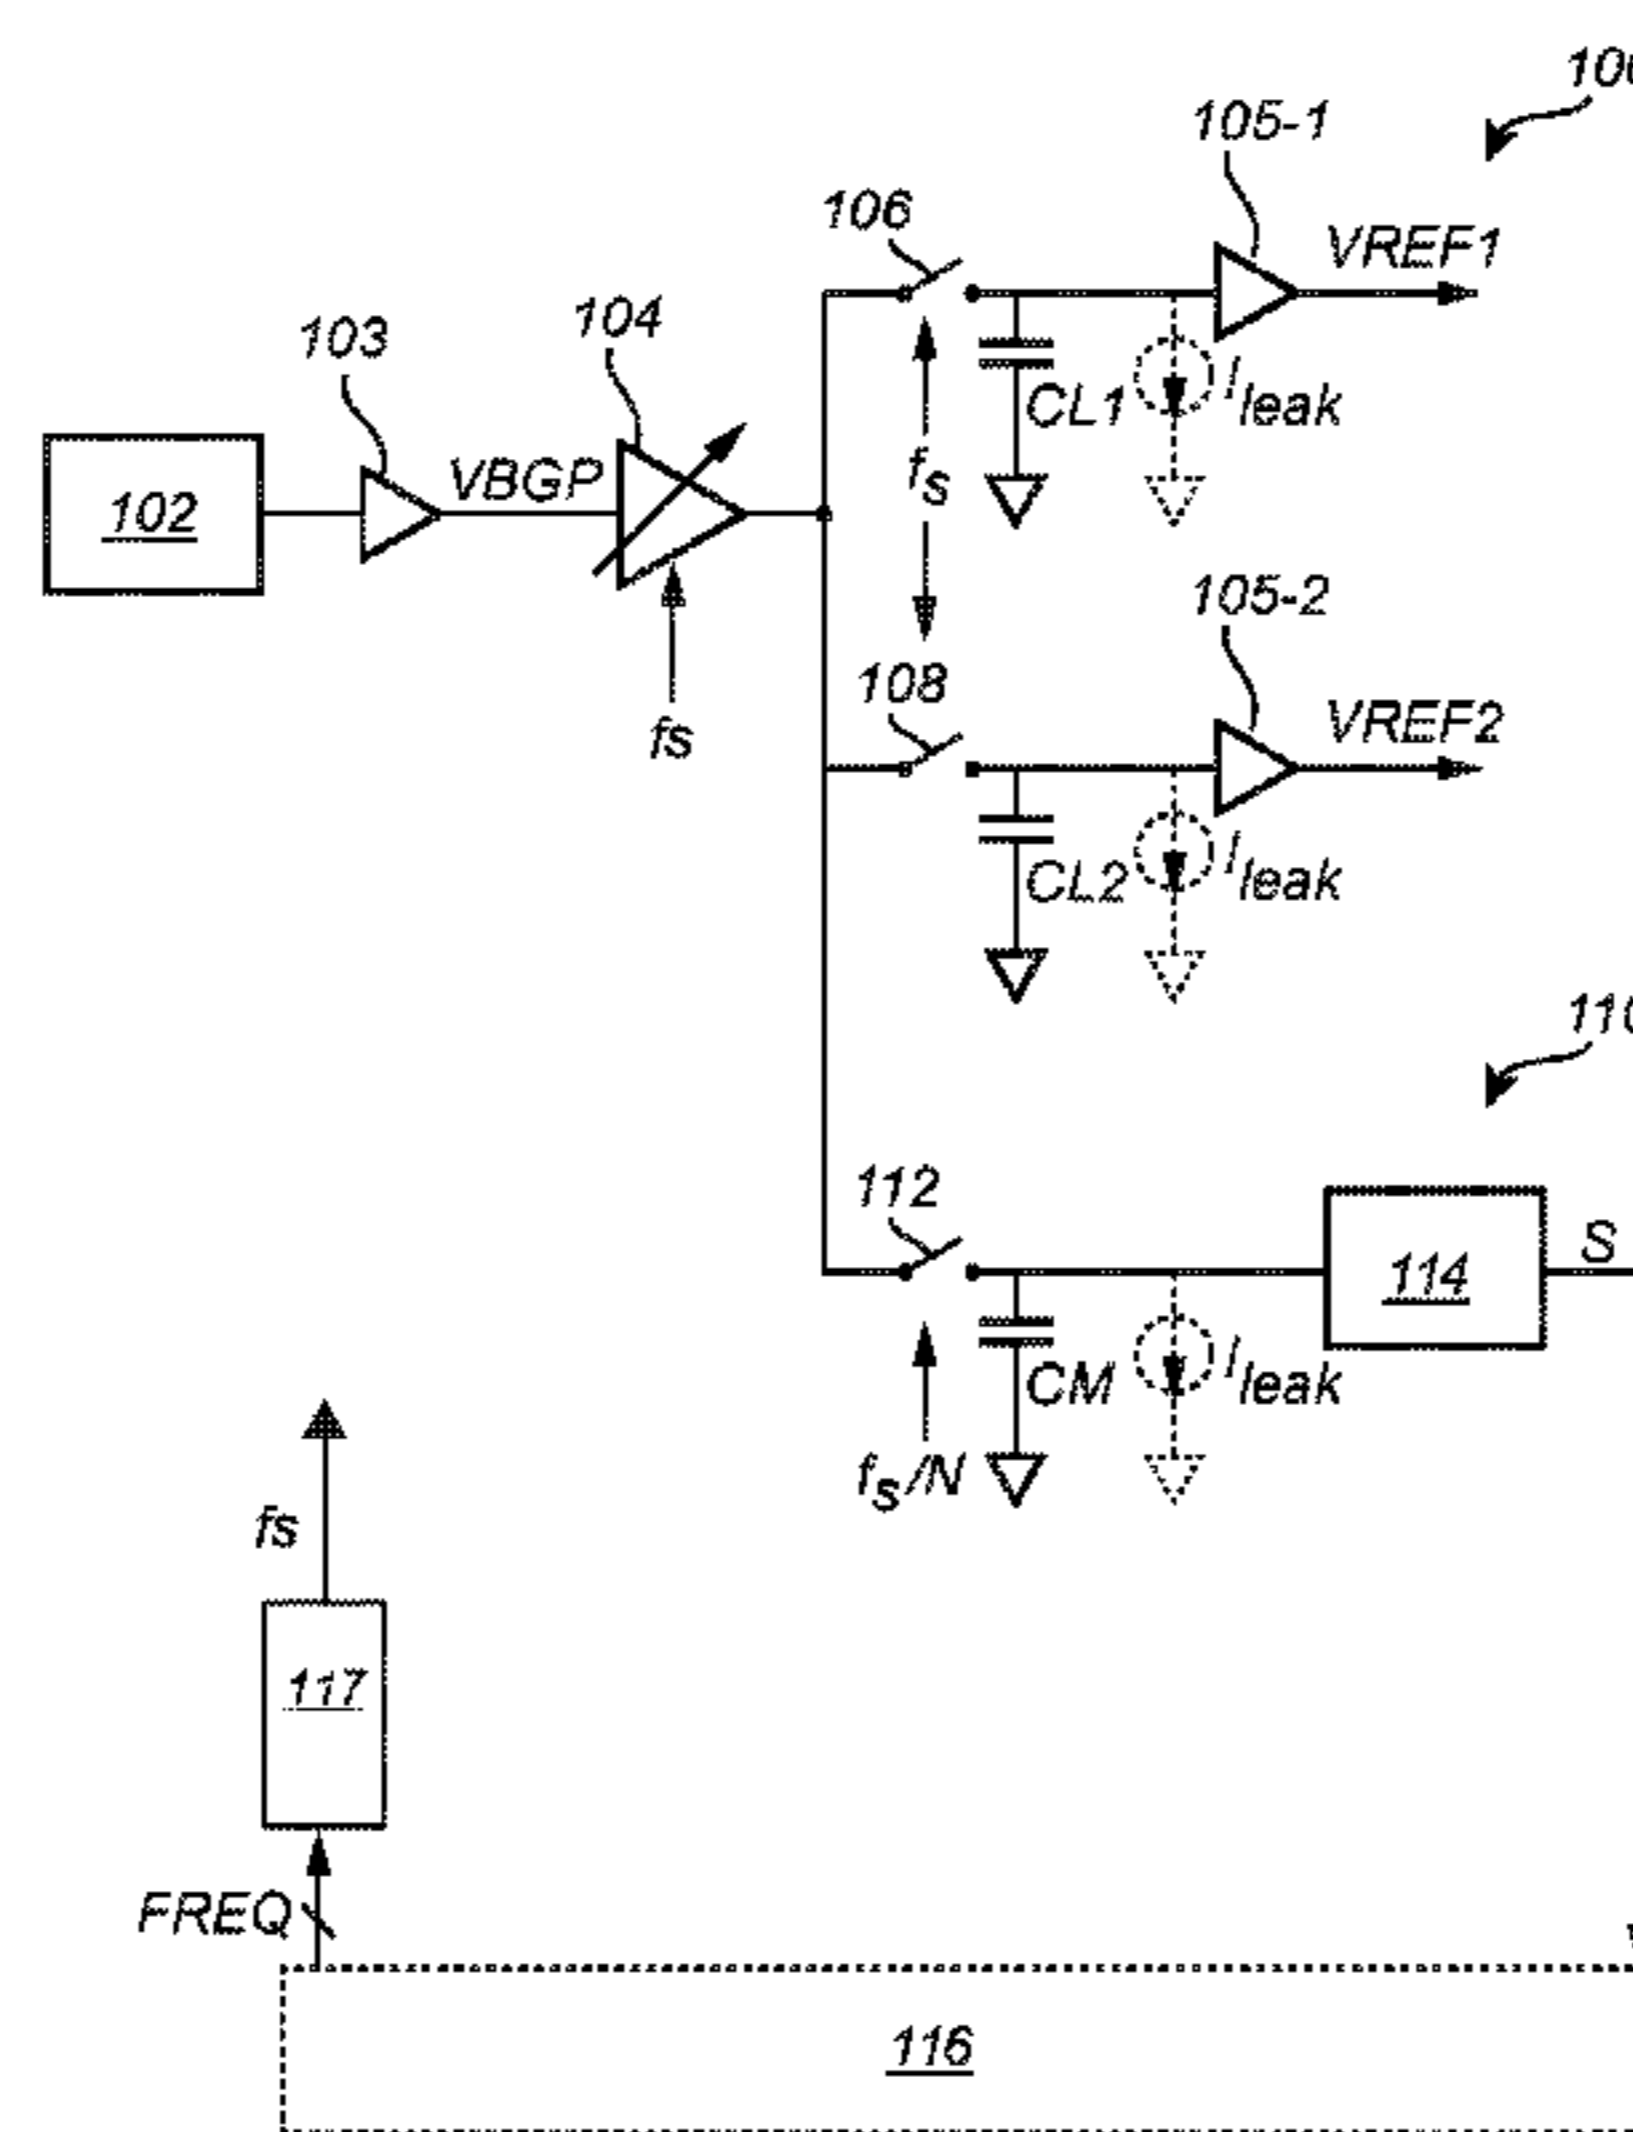 100
105-1
106
VREF1
104
103
CL1
Ileak
VBGP
fs
102
105-2
108
VREF2
fs
CL2
Ileak
110
112
S
114
CM
Ileak
fs/N
fs
117
FREQ
116